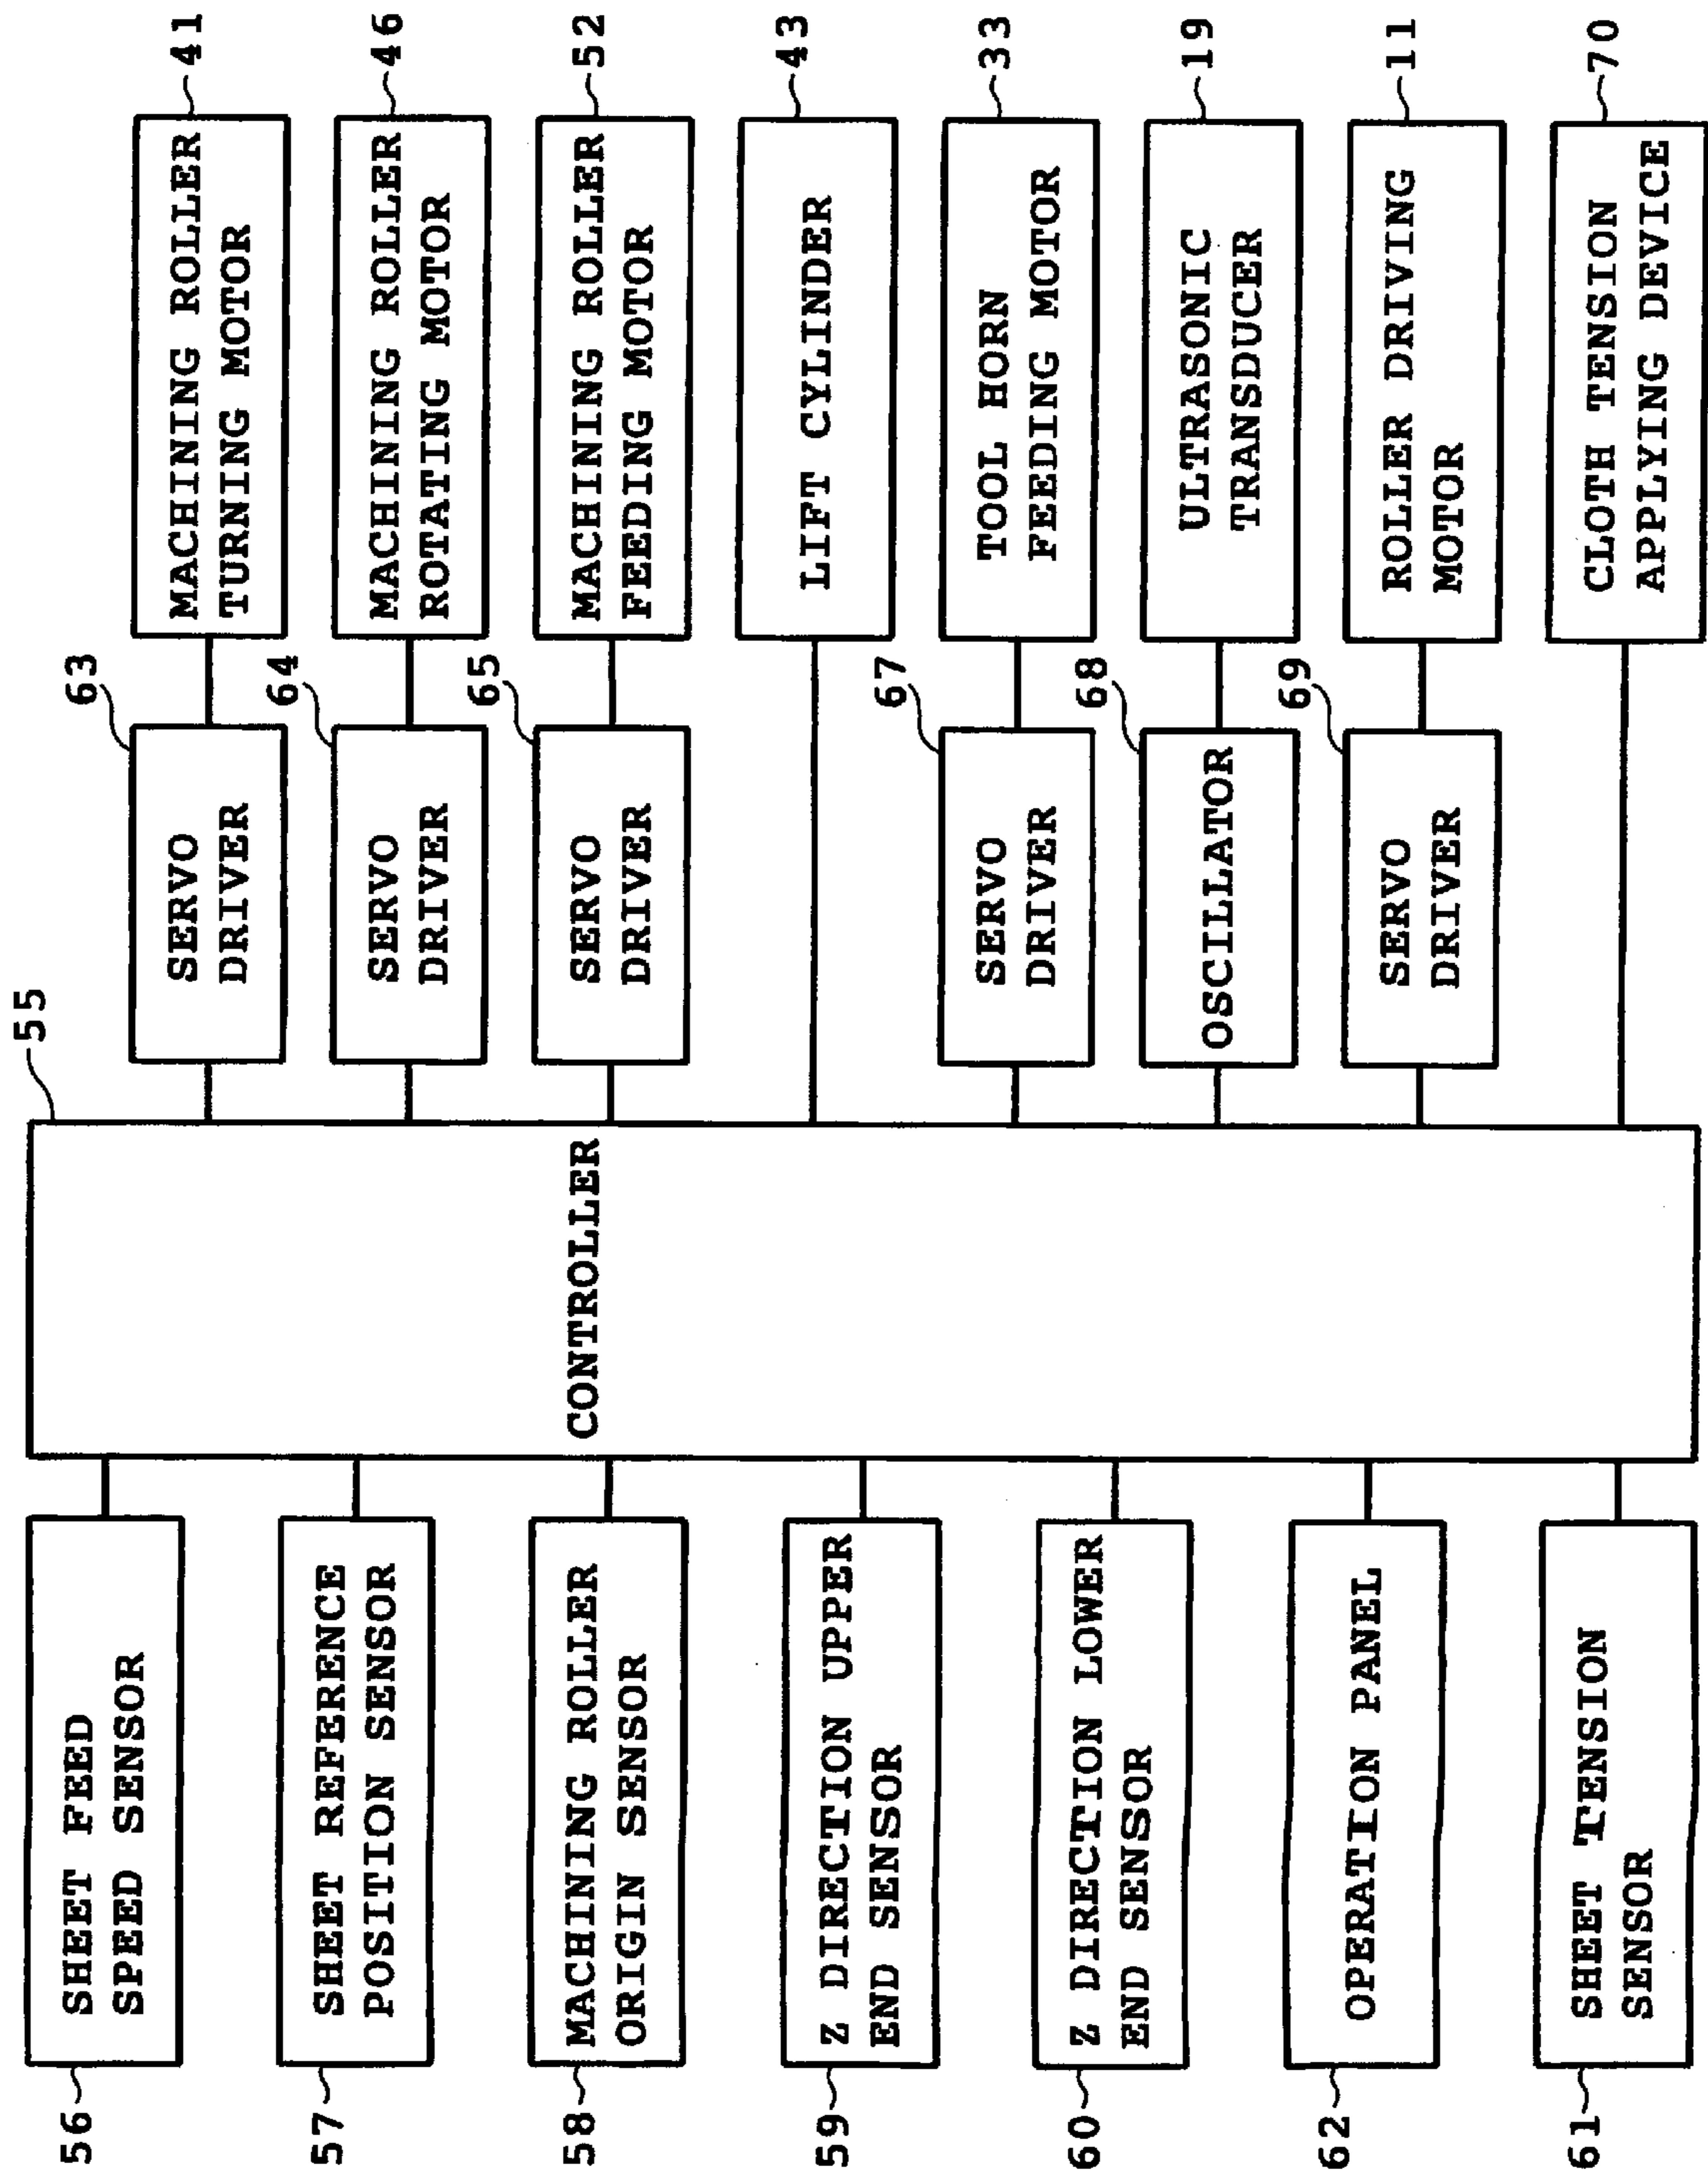 56
SHEET FEED
SPEED SENSOR
57
SHEET REFERENCE
POSITION SENSOR
58
MACHINING ROLLER
ORIGIN SENSOR
59
Z DIRECTION UPPER
END SENSOR
60
Z DIRECTION LOWER
END SENSOR
62
OPERATION PANEL
61
SHEET TENSION
SENSOR
55
CONTROLLER
63
SERVO
DRIVER
64
SERVO
DRIVER
65
SERVO
DRIVER
67
SERVO
DRIVER
68
OSCILLATOR
69
SERVO
DRIVER
MACHINING ROLLER
TURNING MOTOR
41
MACHINING ROLLER
ROTATING MOTOR
46
MACHINING ROLLER
FEEDING MOTOR
52
LIFT CYLINDER
43
TOOL HORN
FEEDING MOTOR
33
ULTRASONIC
TRANSDUCER
19
ROLLER DRIVING
MOTOR
11
CLOTH TENSION
APPLYING DEVICE
70